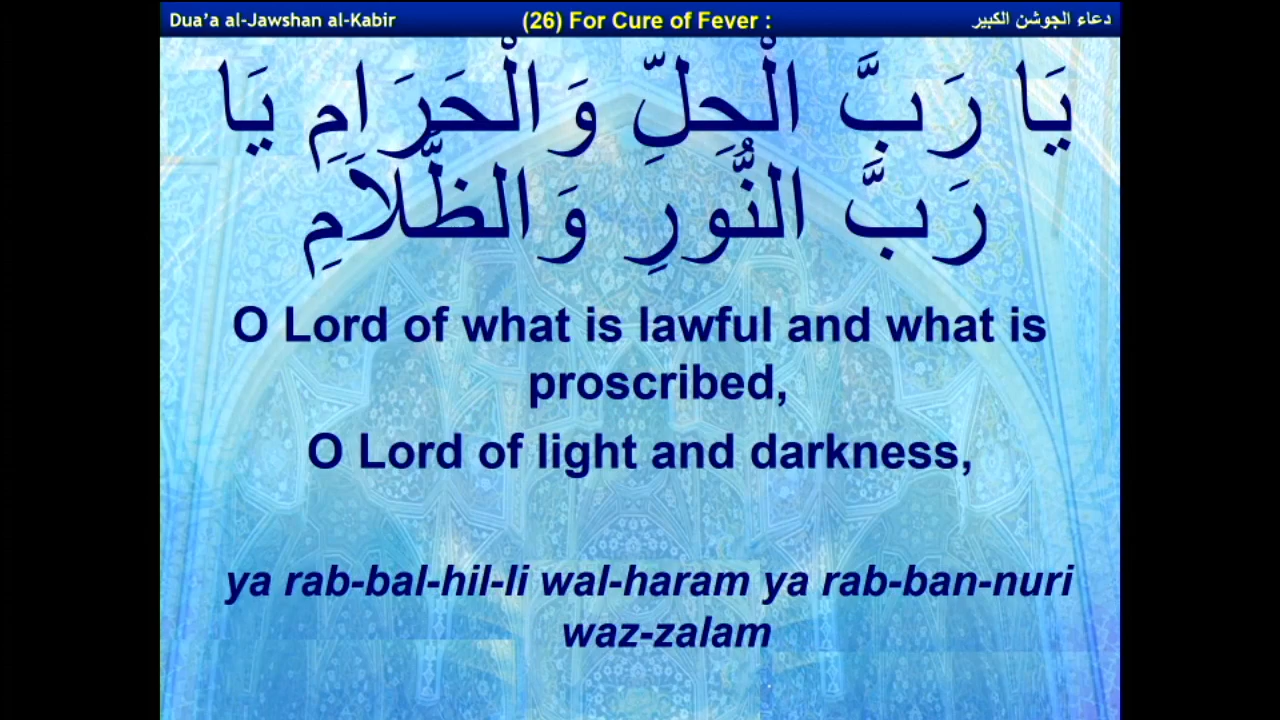 Dua'a al-Jawshan al-Kabir
(26) For Cure of Fever :
دعاء الجوشن الكبير
يَا رَبَّ الْحِلِّ وَالْحَرَامِ يَا
رَبَّ النُّورِ وَالظَّلاَمِ
O Lord of what is lawful and what is
proscribed,
O Lord of light and darkness,
ya rab-bal-hil-li wal-haram ya rab-ban-nuri
waz-zalam